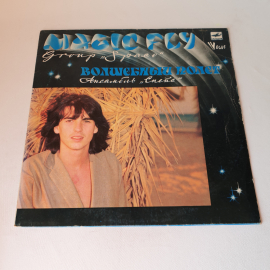 MAGIC FLY
Group „Space”
ВОЛШЕБНЫЙ ПОЛЕТ
Ансамбль „Спейс”